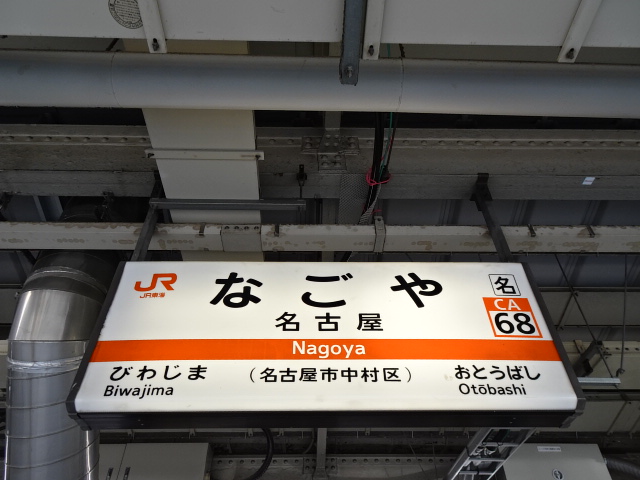 JR
JR東海
なごや
名古屋
名
CA
68
Nagoya
びわじま
Biwajima
(名古屋市中村区)
おとうばし
Otōbashi